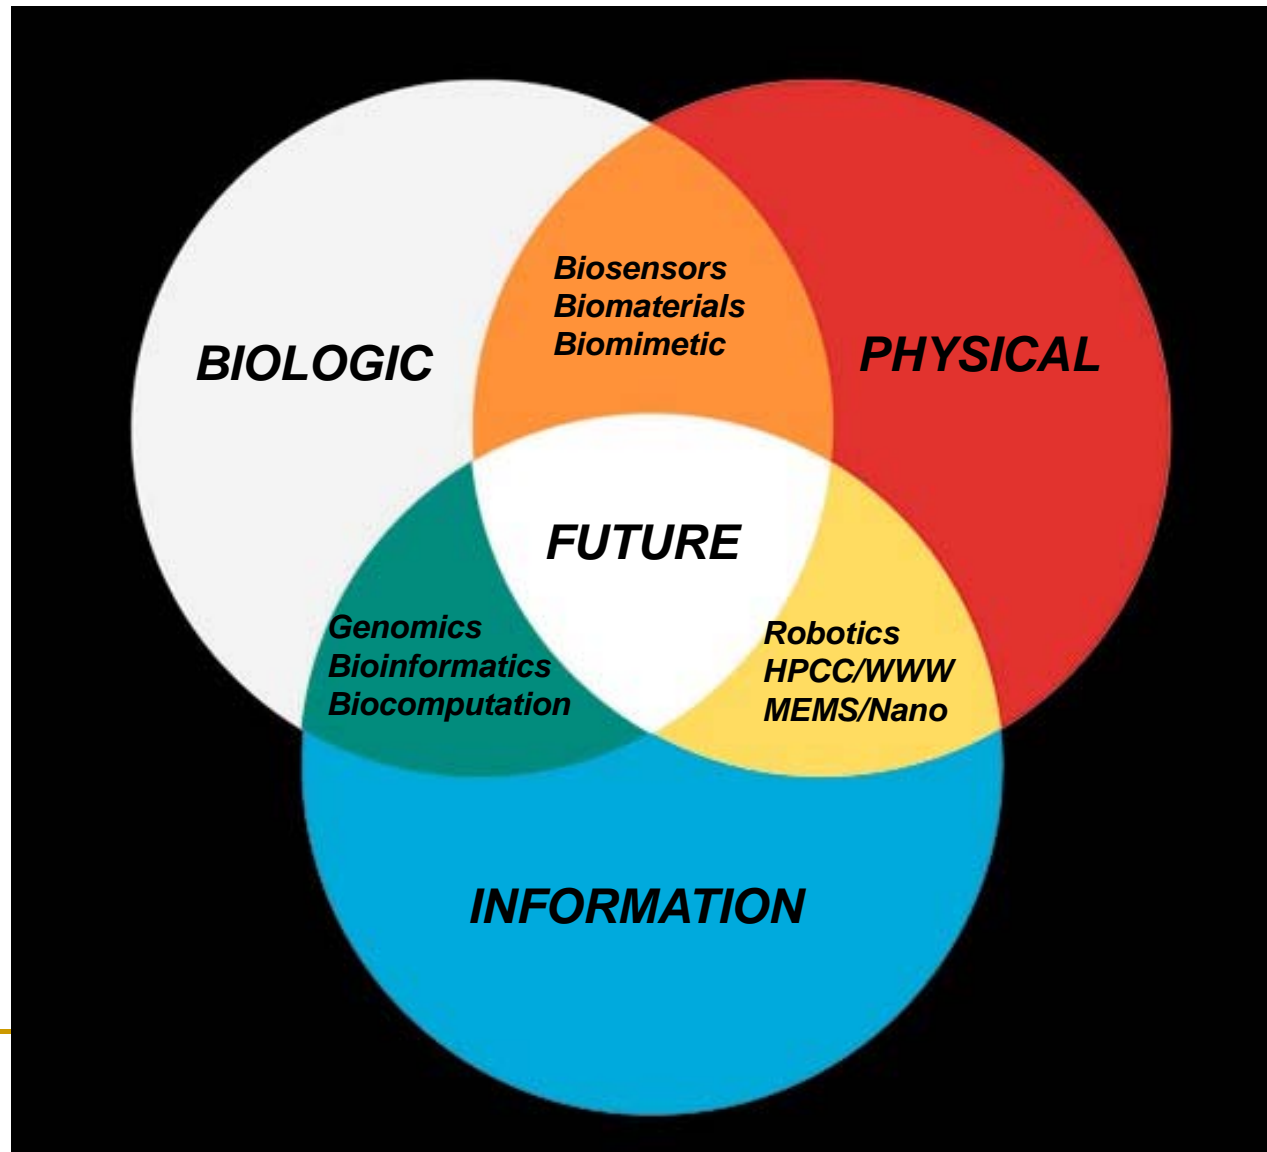 Biosensors
Biomaterials
Biomimetic
BIOLOGIC
PHYSICAL
FUTURE
Genomics
Bioinformatics
Biocomputation
Robotics
HPCC/WWW
MEMS/Nano
INFORMATION